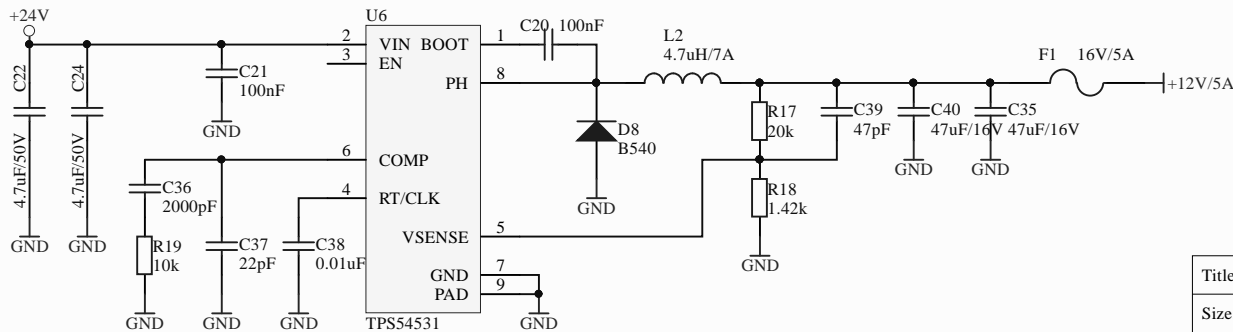 +24V
U6
C20 100nF
L2
4.7uH/7A
F1 16V/5A
+12V/5A
2 VIN BOOT 1
3 EN
PH 8
C22
4.7uF/50V
C24
4.7uF/50V
C21
100nF
GND
D8
B540
GND
R17
20k
C39
47pF
C40
47uF/16V
C35
47uF/16V
GND
GND
6 COMP
4 RT/CLK
C36
2000pF
R18
1.42k
VSENSE 5
GND
GND
GND
R19
10k
C37
22pF
C38
0.01uF
GND 7
PAD 9
GND
GND
GND
GND
TPS54531
Title
Size